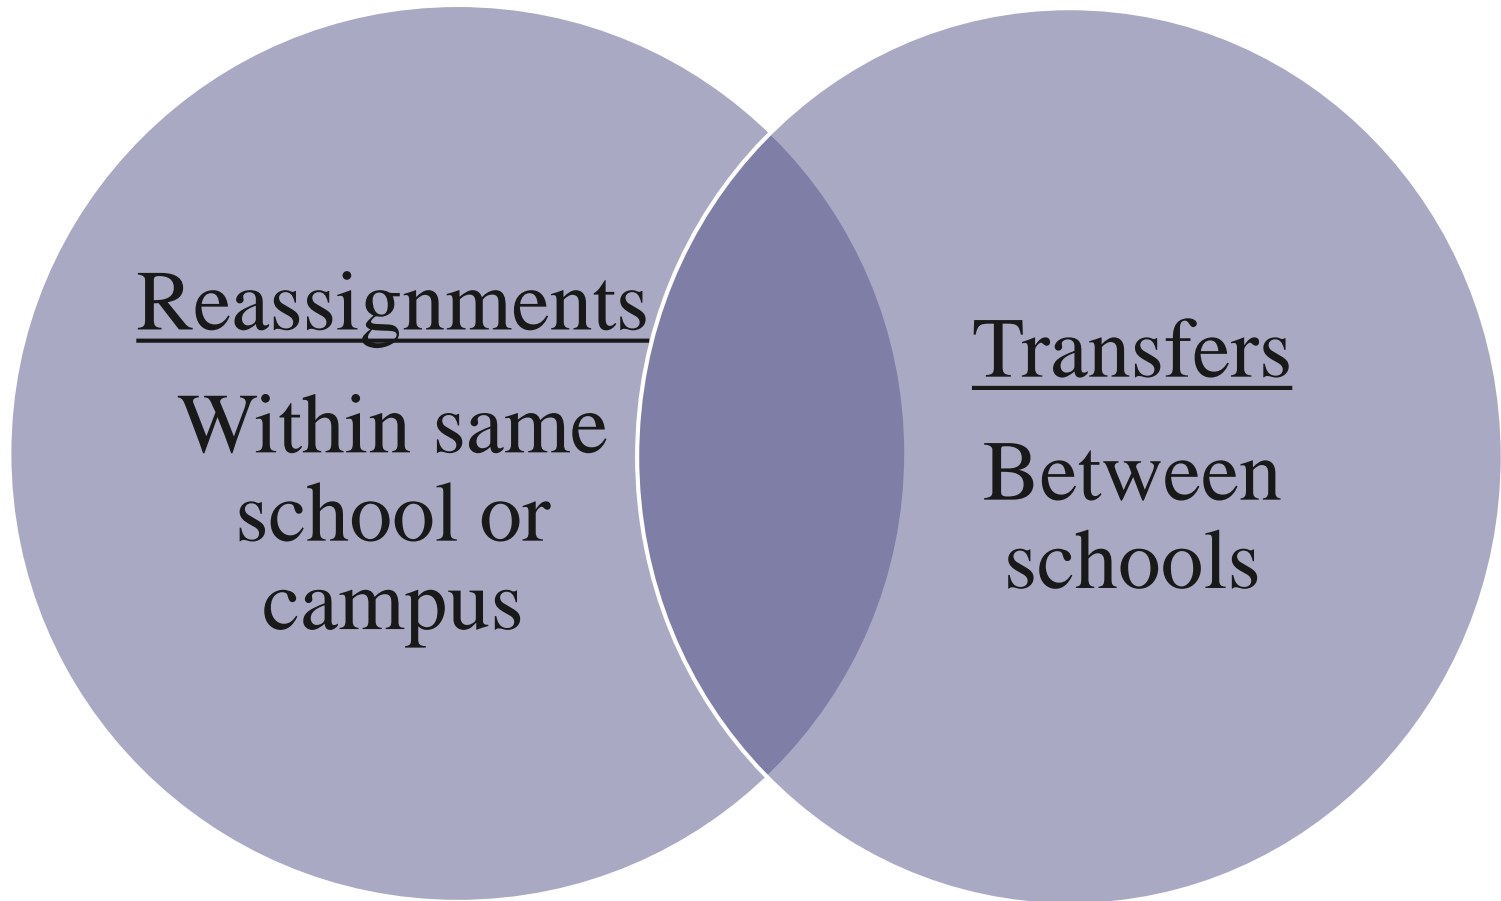 Reassignments
Within same
school or
campus
Transfers
Between
schools